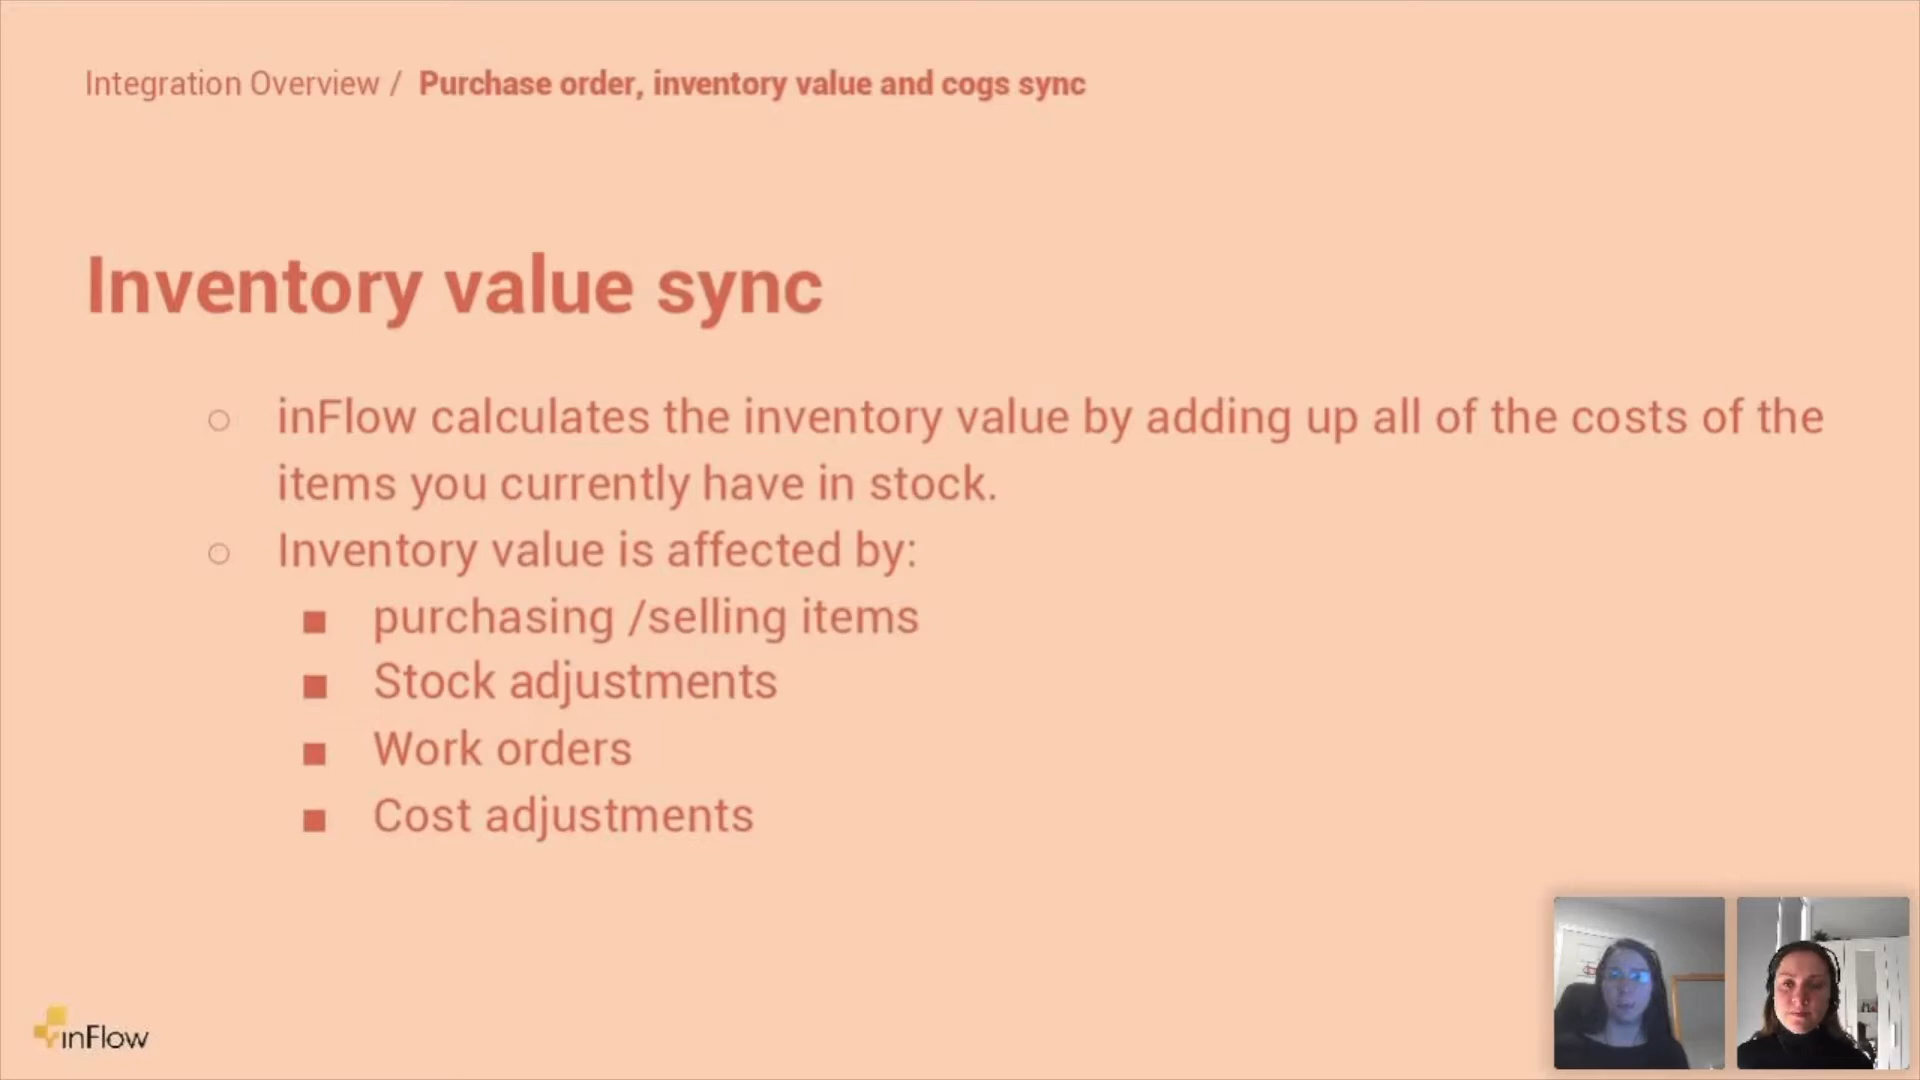 Integration Overview / Purchase order, inventory value and cogs sync
Inventory value sync
○ inFlow calculates the inventory value by adding up all of the costs of the
items you currently have in stock.
○ Inventory value is affected by:
■ purchasing /selling items
■ Stock adjustments
■ Work orders
■ Cost adjustments
inFlow